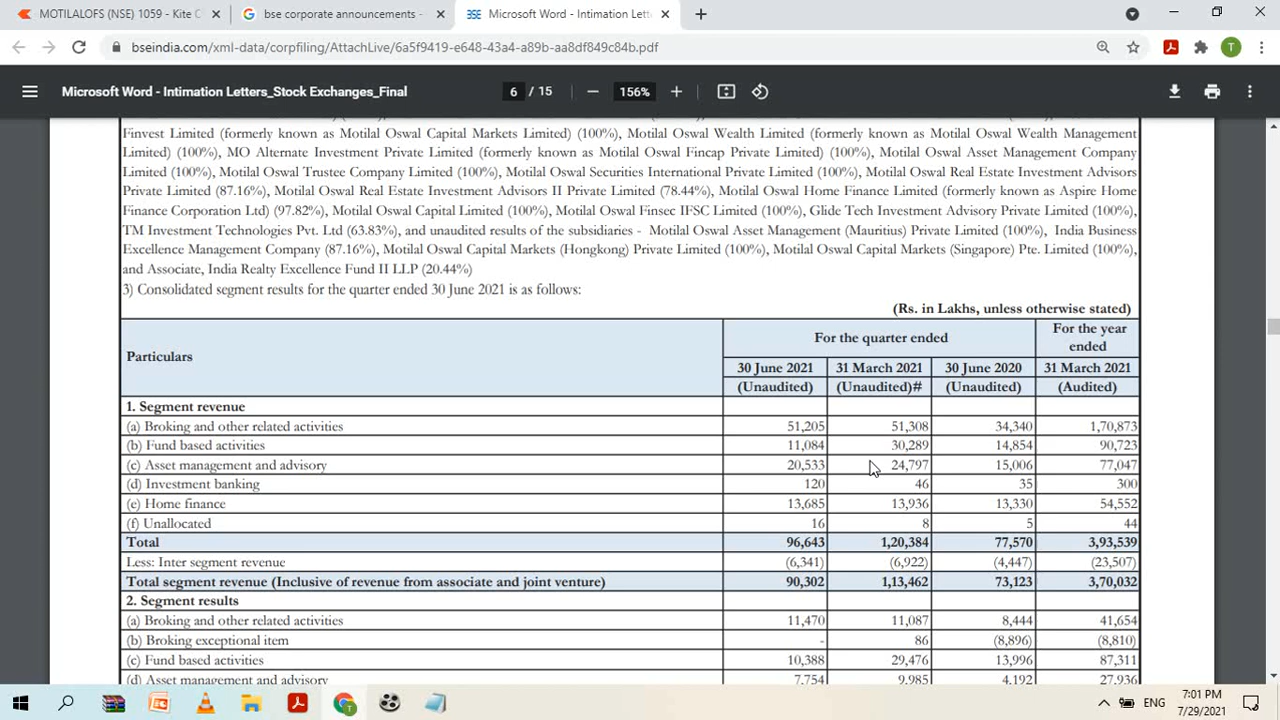 MOTILALOFS (NSE) 1059 - Kite C
bse corporate announcements -
Microsoft Word - Intimation Lett
bseindia.com/xml-data/corpfiling/AttachLive/6a5f9419-e648-43a4-a89b-aa8df849c84b.pdf
T
Microsoft Word - Intimation Letters_Stock Exchanges_Final
6 / 15
156%
Finvest Limited (formerly known as Motilal Oswal Capital Markets Limited) (100%), Motilal Oswal Wealth Limited (formerly known as Motilal Oswal Wealth Management
Limited) (100%), MO Alternate Investment Private Limited (formerly known as Motilal Oswal Fincap Private Limited) (100%), Motilal Oswal Asset Management Company
Limited (100%), Motilal Oswal Trustee Company Limited (100%), Motilal Oswal Securities International Private Limited (100%), Motilal Oswal Real Estate Investment Advisors
Private Limited (87.16%), Motilal Oswal Real Estate Investment Advisors II Private Limited (78.44%), Motilal Oswal Home Finance Limited (formerly known as Aspire Home
Finance Corporation Ltd) (97.82%), Motilal Oswal Capital Limited (100%), Motilal Oswal Finsec IFSC Limited (100%), Glide Tech Investment Advisory Private Limited (100%),
TM Investment Technologies Pvt. Ltd (63.83%), and unaudited results of the subsidiaries - Motilal Oswal Asset Management (Mauritius) Private Limited (100%), India Business
Excellence Management Company (87.16%), Motilal Oswal Capital Markets (Hongkong) Private Limited (100%), Motilal Oswal Capital Markets (Singapore) Pte. Limited (100%),
and Associate, India Realty Excellence Fund II LLP (20.44%)
3) Consolidated segment results for the quarter ended 30 June 2021 is as follows:
(Rs. in Lakhs, unless otherwise stated)
Particulars For the quarter ended For the year ended
30 June 2021 31 March 2021 30 June 2020 31 March 2021
(Unaudited) (Unaudited)# (Unaudited) (Audited)
1. Segment revenue
(a) Broking and other related activities 51,205 51,308 34,340 1,70,873
(b) Fund based activities 11,084 30,289 14,854 90,723
(c) Asset management and advisory 20,533 24,797 15,006 77,047
(d) Investment banking 120 46 35 300
(e) Home finance 13,685 13,936 13,330 54,552
(f) Unallocated 16 8 5 44
Total 96,643 1,20,384 77,570 3,93,539
Less: Inter segment revenue (6,341) (6,922) (4,447) (23,507)
Total segment revenue (Inclusive of revenue from associate and joint venture) 90,302 1,13,462 73,123 3,70,032
2. Segment results
(a) Broking and other related activities 11,470 11,087 8,444 41,654
(b) Broking exceptional item - 86 (8,896) (8,810)
(c) Fund based activities 10,388 29,476 13,996 87,311
(d) Asset management and advisory 7,754 9,985 4,192 27,936
ENG
7:01 PM
7/29/2021